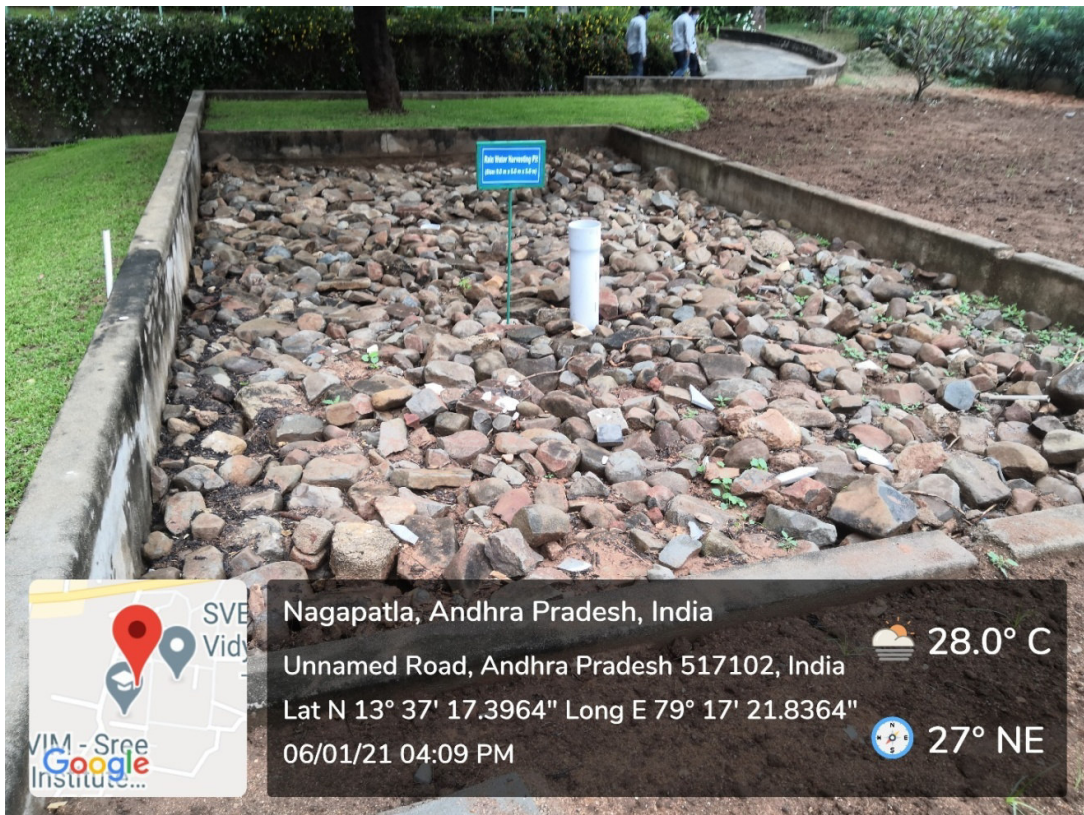 Rain Water Harvesting Pit
SVE
Vidy
VIM - Sree
Institute...
Google
Nagapatla, Andhra Pradesh, India
Unnamed Road, Andhra Pradesh 517102, India
Lat N 13° 37' 17.3964" Long E 79° 17' 21.8364"
06/01/21 04:09 PM
28.0° C
27° NE